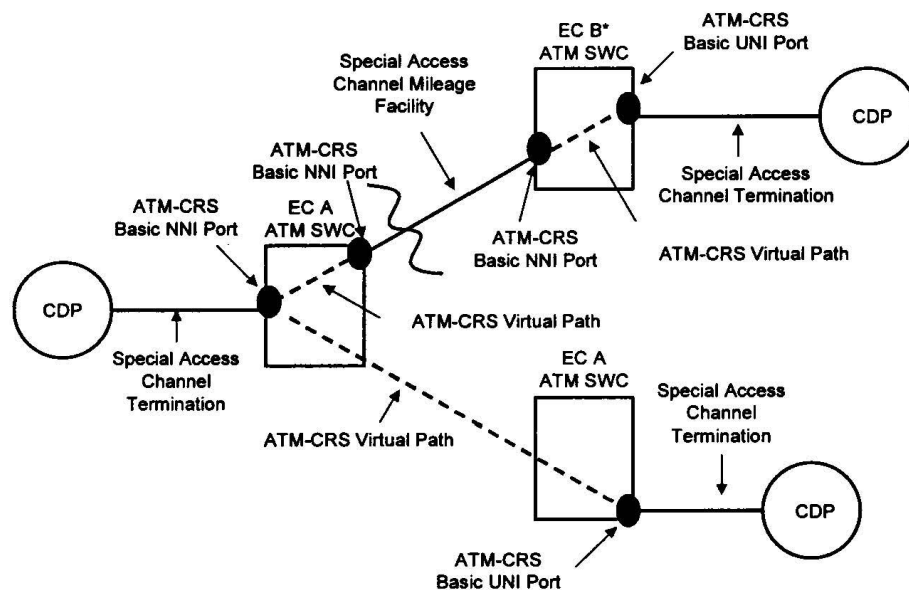 ATM-CRS
Basic UNI Port
EC B*
ATM SWC
Special Access
Channel Mileage
Facility
CDP
ATM-CRS
Basic NNI Port
Special Access
Channel Termination
ATM-CRS
Basic NNI Port
EC A
ATM SWC
ATM-CRS
Basic NNI Port
ATM-CRS Virtual Path
CDP
ATM-CRS Virtual Path
Special Access
Channel
Termination
EC A
ATM SWC
Special Access
Channel
Termination
ATM-CRS Virtual Path
CDP
ATM-CRS
Basic UNI Port